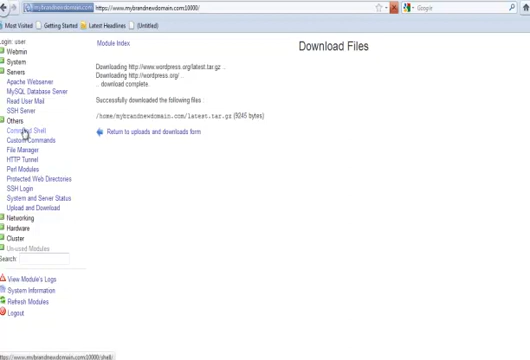 mybrandnewdomain.com https://www.mybrandnewdomain.com:10000/
Google
Most Visited Getting Started Latest Headlines (Untitled)
Login: user
Webmin
System
Servers
Apache Webserver
MySQL Database Server
Read User Mail
SSH Server
Others
Command Shell
Custom Commands
File Manager
HTTP Tunnel
Perl Modules
Protected Web Directories
SSH Login
System and Server Status
Upload and Download
Networking
Hardware
Cluster
Un-used Modules
Search:
View Module's Logs
System Information
Refresh Modules
Logout
Module Index
Download Files
Downloading http://www.wordpress.org/latest.tar.gz ..
Downloading http://wordpress.org/ ..
.. download complete.
Successfully downloaded the following files :
/home/mybrandnewdomain.com/latest.tar.gz (9245 bytes)
Return to uploads and downloads form
https://www.mybrandnewdomain.com:10000/shell/